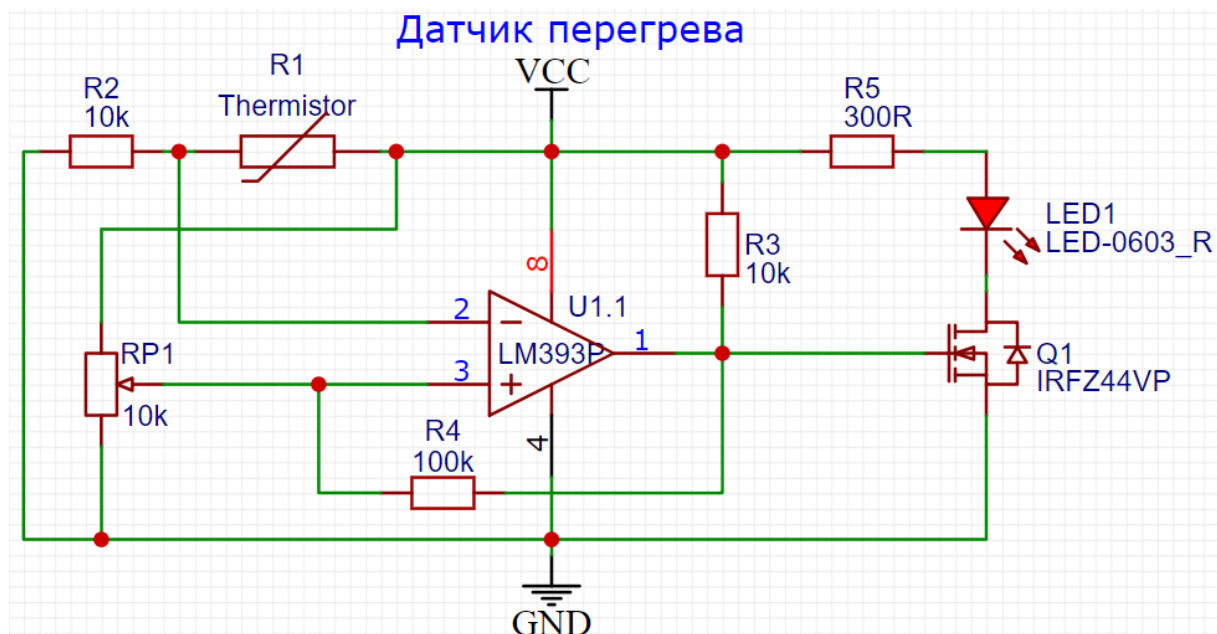 Датчик перегрева
VCC
R1
Thermistor
R2
10k
R5
300R
R3
10k
LED1
LED-0603_R
8
U1.1
LM393P
2
3
1
4
RP1
10k
R4
100k
Q1
IRFZ44VP
GND